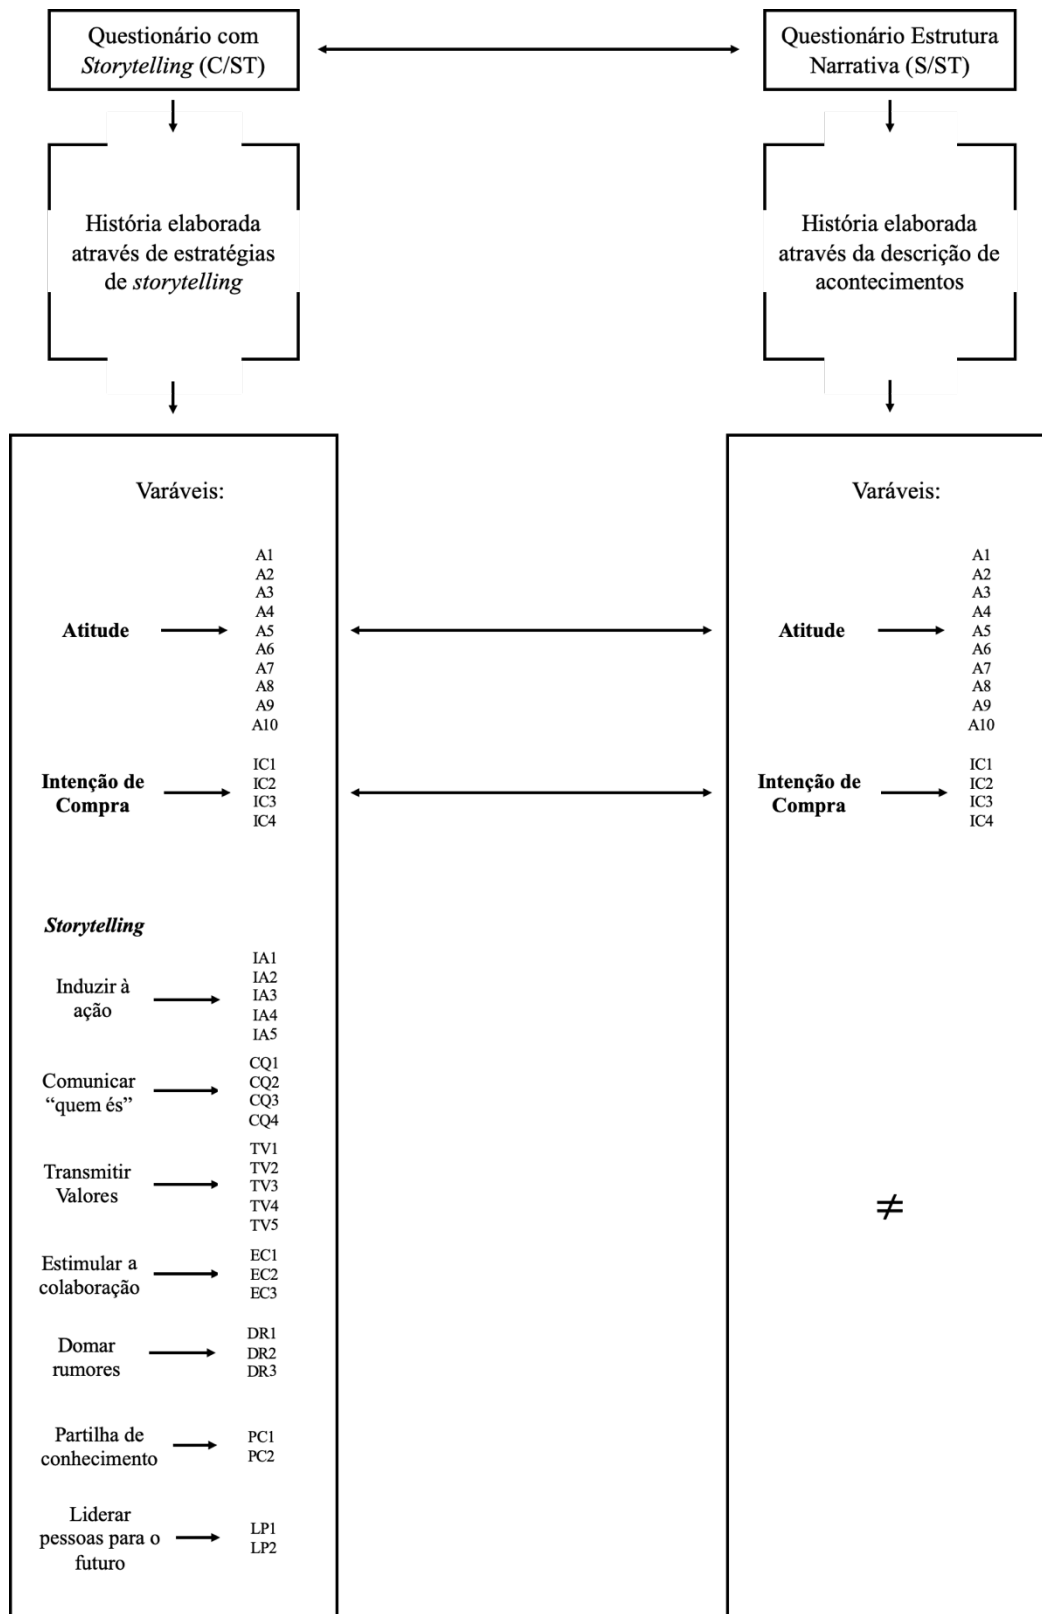 Questionário com
Storytelling (C/ST)
Questionário Estrutura
Narrativa (S/ST)
História elaborada
através de estratégias
de storytelling
História elaborada
através da descrição de
acontecimentos
Varáveis:
Atitude
A1
A2
A3
A4
A5
A6
A7
A8
A9
A10
Intenção de
Compra
IC1
IC2
IC3
IC4
Storytelling
Induzir à
ação
IA1
IA2
IA3
IA4
IA5
Comunicar
“quem és”
CQ1
CQ2
CQ3
CQ4
Transmitir
Valores
TV1
TV2
TV3
TV4
TV5
Estimular a
colaboração
EC1
EC2
EC3
Domar
rumores
DR1
DR2
DR3
Partilha de
conhecimento
PC1
PC2
Liderar
pessoas para o
futuro
LP1
LP2
Varáveis:
Atitude
A1
A2
A3
A4
A5
A6
A7
A8
A9
A10
Intenção de
Compra
IC1
IC2
IC3
IC4
≠